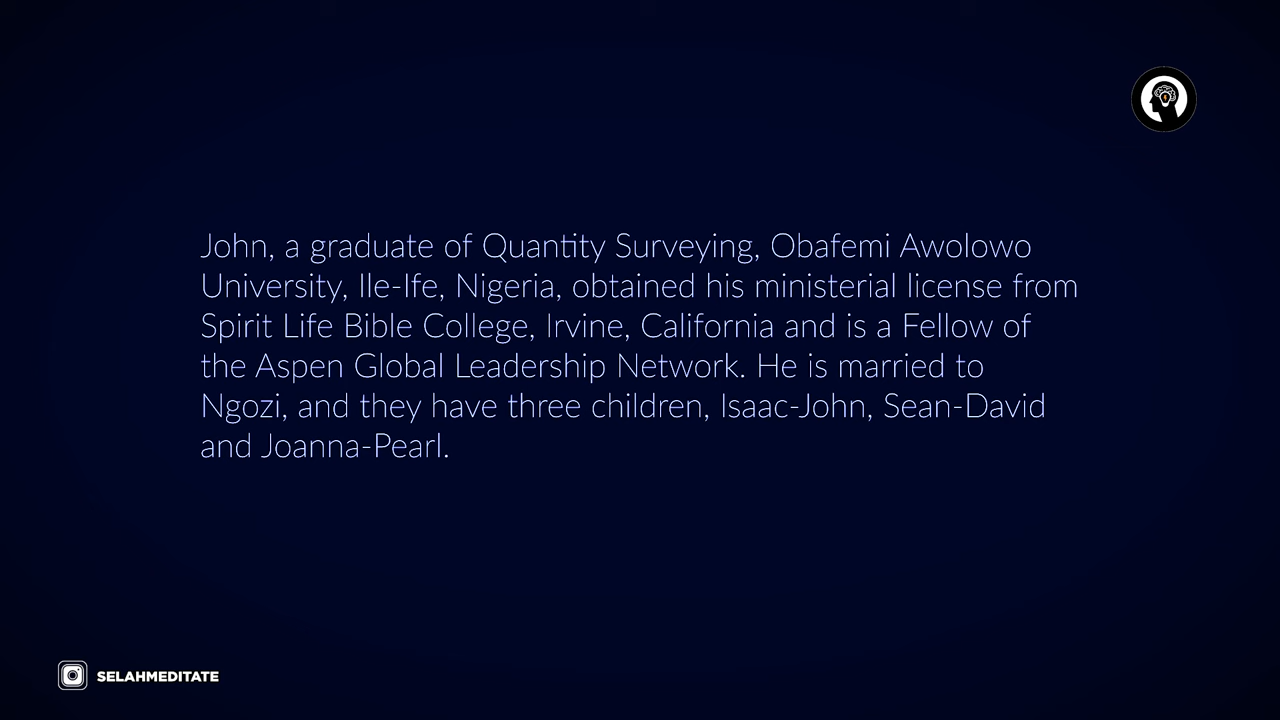 John, a graduate of Quantity Surveying, Obafemi Awolowo
University, Ile-Ife, Nigeria, obtained his ministerial license from
Spirit Life Bible College, Irvine, California and is a Fellow of
the Aspen Global Leadership Network. He is married to
Ngozi, and they have three children, Isaac-John, Sean-David
and Joanna-Pearl.
SELAHMEDITATE